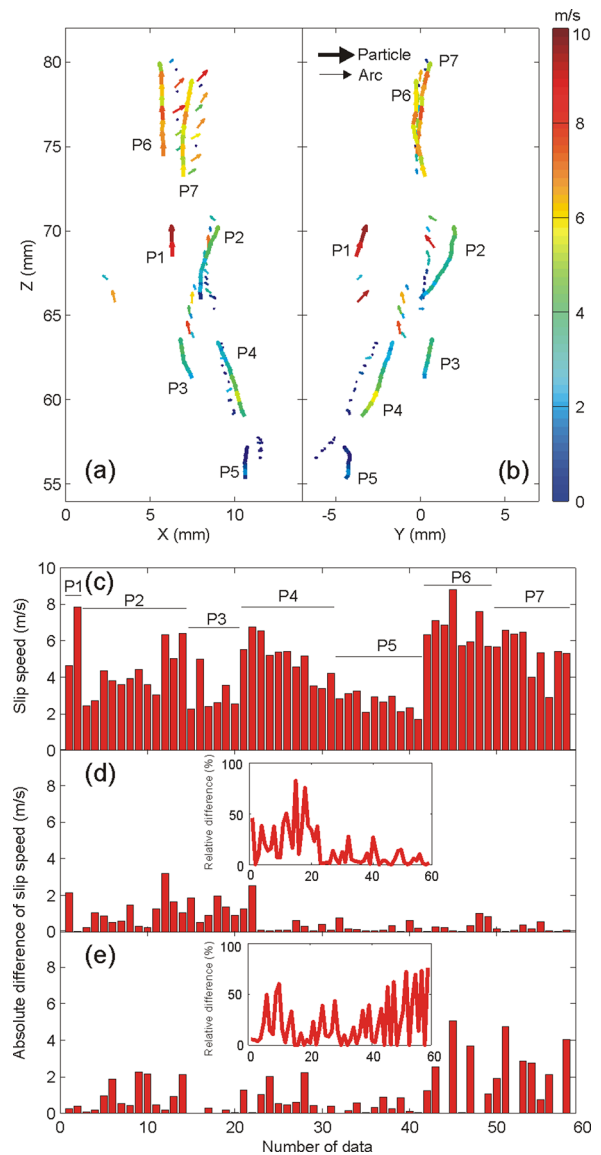 m/s
80
75
70
65
60
55
Z (mm)
P6
P7
P1
P2
P3
P4
P5
(a)
0
5
10
X (mm)
Particle
Arc
P7
P6
P1
P2
P3
P4
P5
(b)
-5
0
5
Y (mm)
10
8
6
4
2
0
(c)
P1
P2
P3
P4
P5
P6
P7
10
8
6
4
2
0
Slip speed (m/s)
(d)
8
6
4
2
0
Relative difference (%)
100
50
0
0
20
40
60
Absolute difference of slip speed (m/s)
(e)
8
6
4
2
0
Relative difference (%)
100
50
0
0
20
40
60
0
10
20
30
40
50
60
Number of data